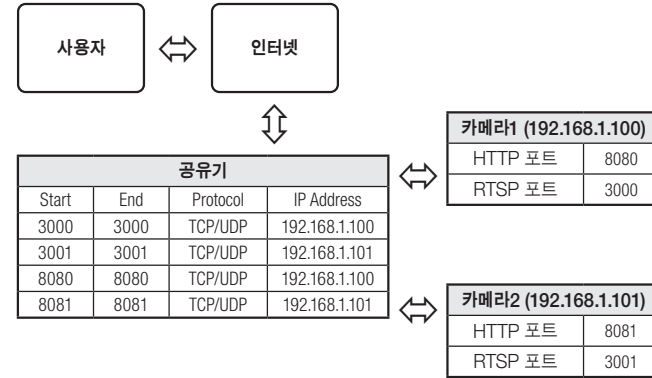 사용자
인터넷
공유기
Start End Protocol IP Address
3000 3000 TCP/UDP 192.168.1.100
3001 3001 TCP/UDP 192.168.1.101
8080 8080 TCP/UDP 192.168.1.100
8081 8081 TCP/UDP 192.168.1.101
카메라1 (192.168.1.100)
HTTP 포트 8080
RTSP 포트 3000
카메라2 (192.168.1.101)
HTTP 포트 8081
RTSP 포트 3001